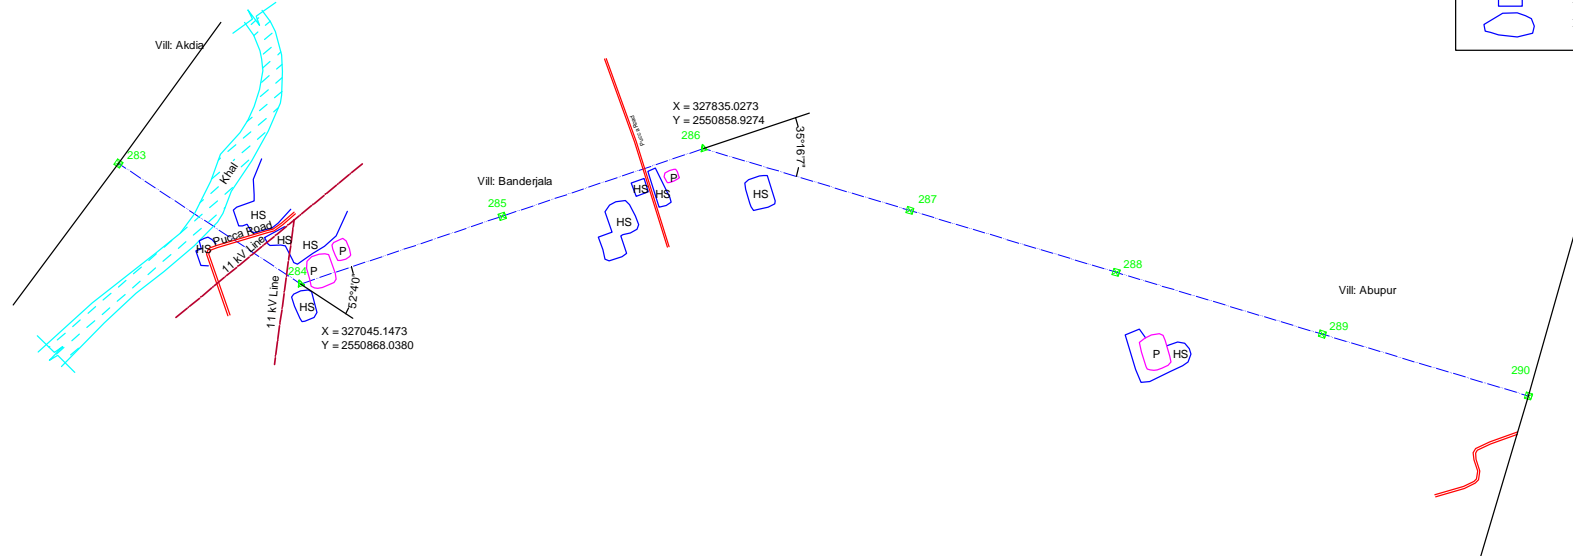 Vill: Akdia
283
Khal
HS
Pucca Road
HS
HS
HS
11 kV Line
P
P
284
11 kV Line
HS
52°4'0"
X = 327045.1473
Y = 2550868.0380
Vill: Banderjala
285
Pucca Road
HS
HS
P
HS
X = 327835.0273
Y = 2550858.9274
286
35°16'7"
HS
287
288
Vill: Abupur
289
P
HS
290